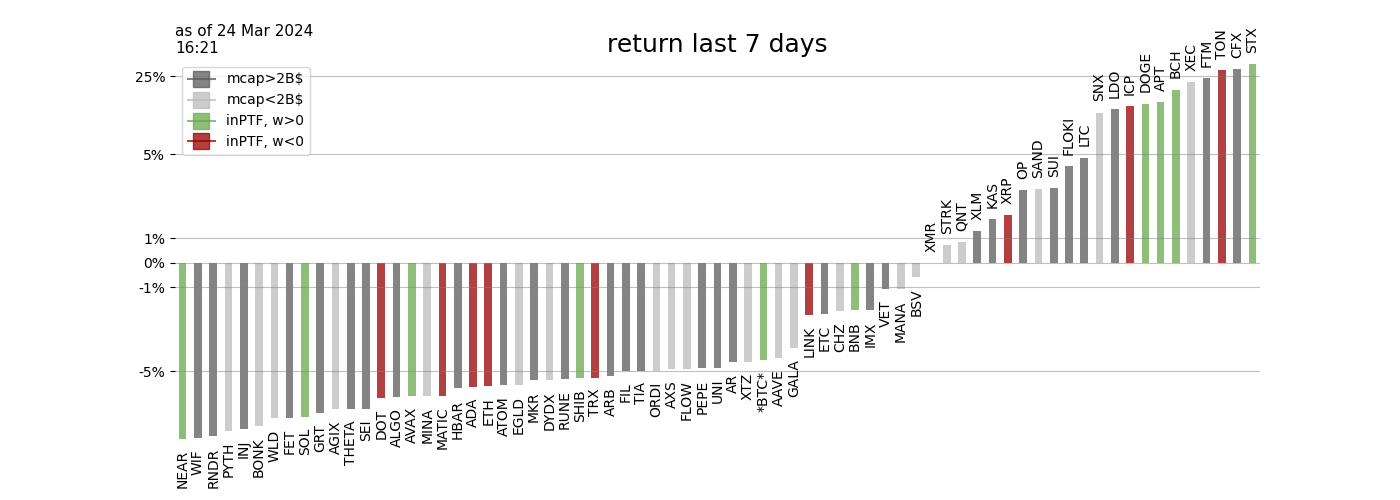 as of 24 Mar 2024
16:21
return last 7 days
mcap>2B$
mcap<2B$
inPTF, w>0
inPTF, w<0
25%
5%
1%
0%
-1%
-5%
NEAR
WIF
RNDR
PYTH
INJ
BONK
WLD
FET
SOL
GRT
AGIX
THETA
SEI
DOT
ALGO
AVAX
MINA
MATIC
HBAR
ADA
ETH
ATOM
EGLD
MKR
DYDX
RUNE
SHIB
TRX
ARB
FIL
TIA
ORDI
AXS
FLOW
PEPE
UNI
AR
XTZ
*BTC*
AAVE
GALA
LINK
ETC
CHZ
BNB
IMX
VET
MANA
BSV
XMR
STRK
QNT
XLM
KAS
XRP
OP
SAND
SUI
FLOKI
LTC
SNX
LDO
ICP
DOGE
APT
BCH
XEC
FTM
TON
CFX
STX